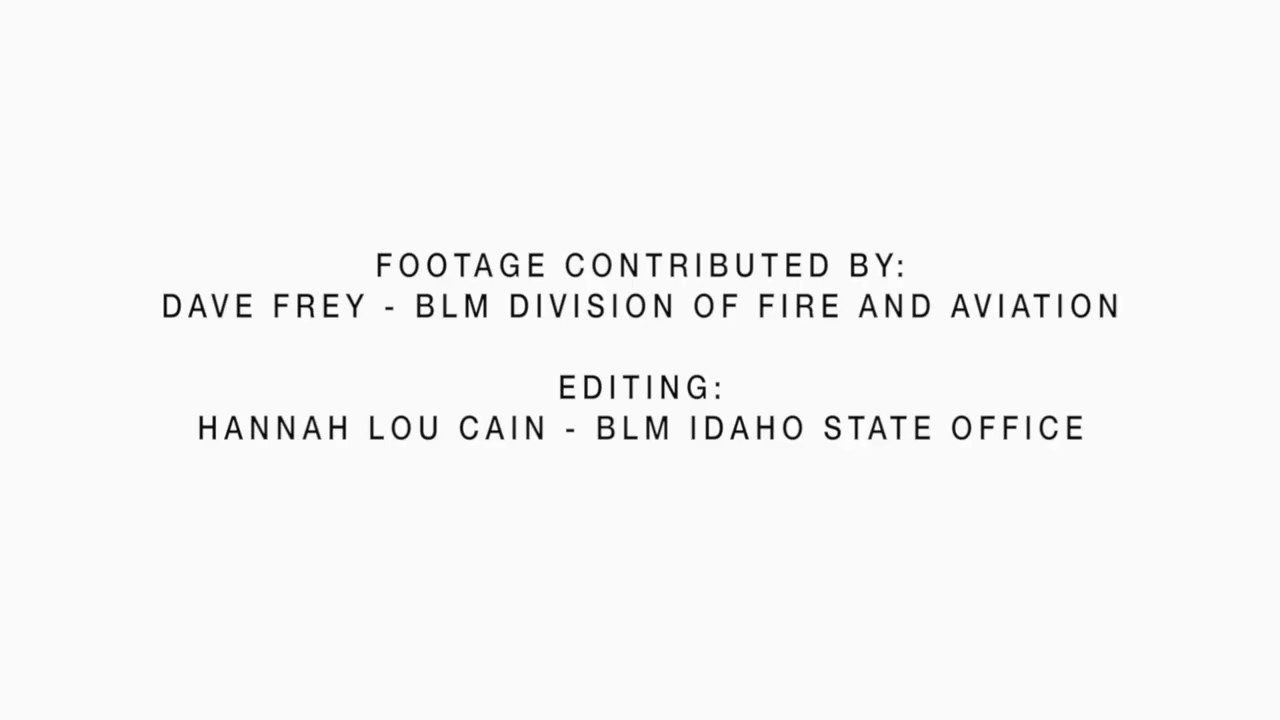 FOOTAGE CONTRIBUTED BY:
DAVE FREY - BLM DIVISION OF FIRE AND AVIATION
EDITING:
HANNAH LOU CAIN - BLM IDAHO STATE OFFICE